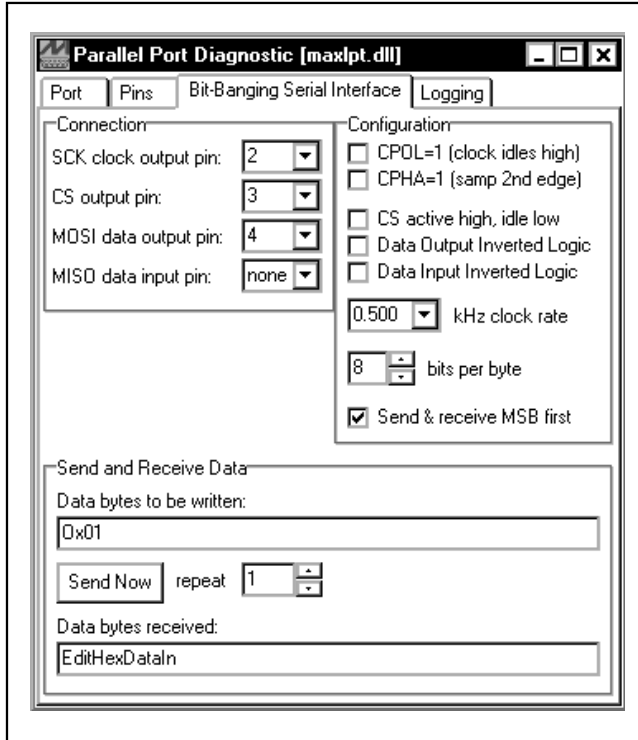 Parallel Port Diagnostic [maxlpt.dll]
Port Pins Bit-Banging Serial Interface Logging
Connection
SCK clock output pin: 2
CS output pin: 3
MOSI data output pin: 4
MISO data input pin: none
Configuration
CPOL=1 (clock idles high)
CPHA=1 (samp 2nd edge)
CS active high, idle low
Data Output Inverted Logic
Data Input Inverted Logic
0.500 kHz clock rate
8 bits per byte
Send & receive MSB first
Send and Receive Data
Data bytes to be written:
0x01
Send Now repeat 1
Data bytes received:
EditHexDataIn